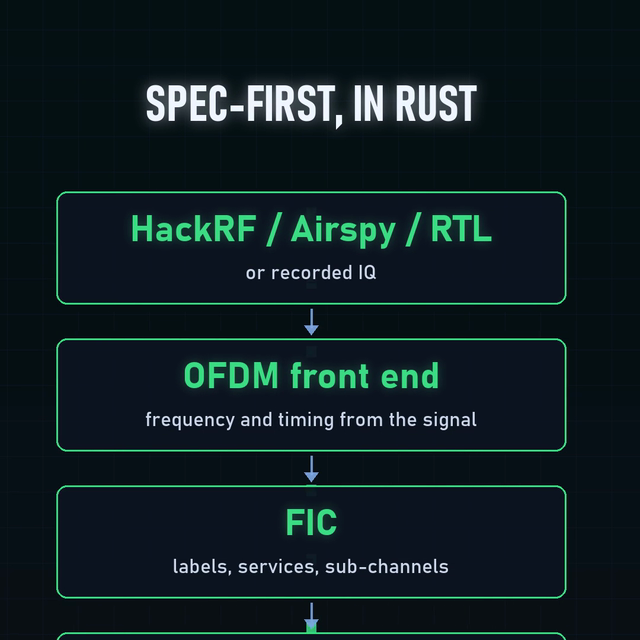 SPEC-FIRST, IN RUST
HackRF / Airspy / RTL
or recorded IQ
OFDM front end
frequency and timing from the signal
FIC
labels, services, sub-channels